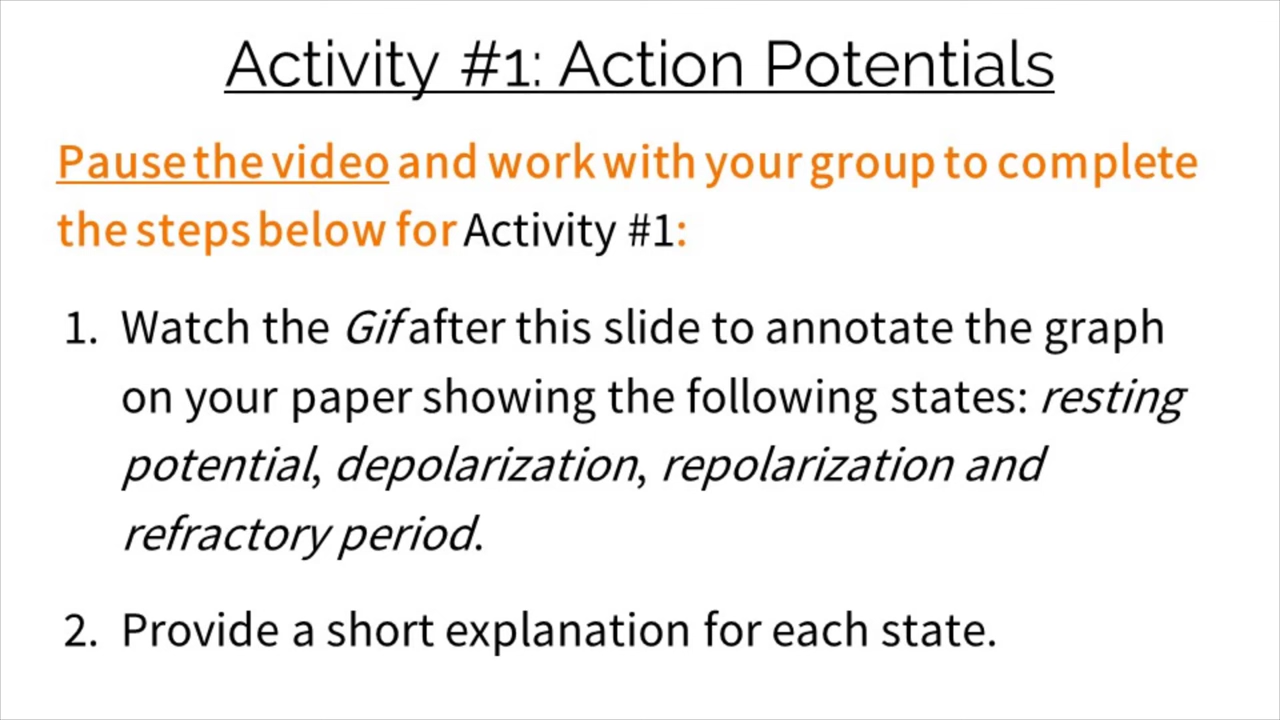 Activity #1: Action Potentials
Pause the video and work with your group to complete
the steps below for Activity #1:
1. Watch the Gif after this slide to annotate the graph
on your paper showing the following states: resting
potential, depolarization, repolarization and
refractory period.
2. Provide a short explanation for each state.